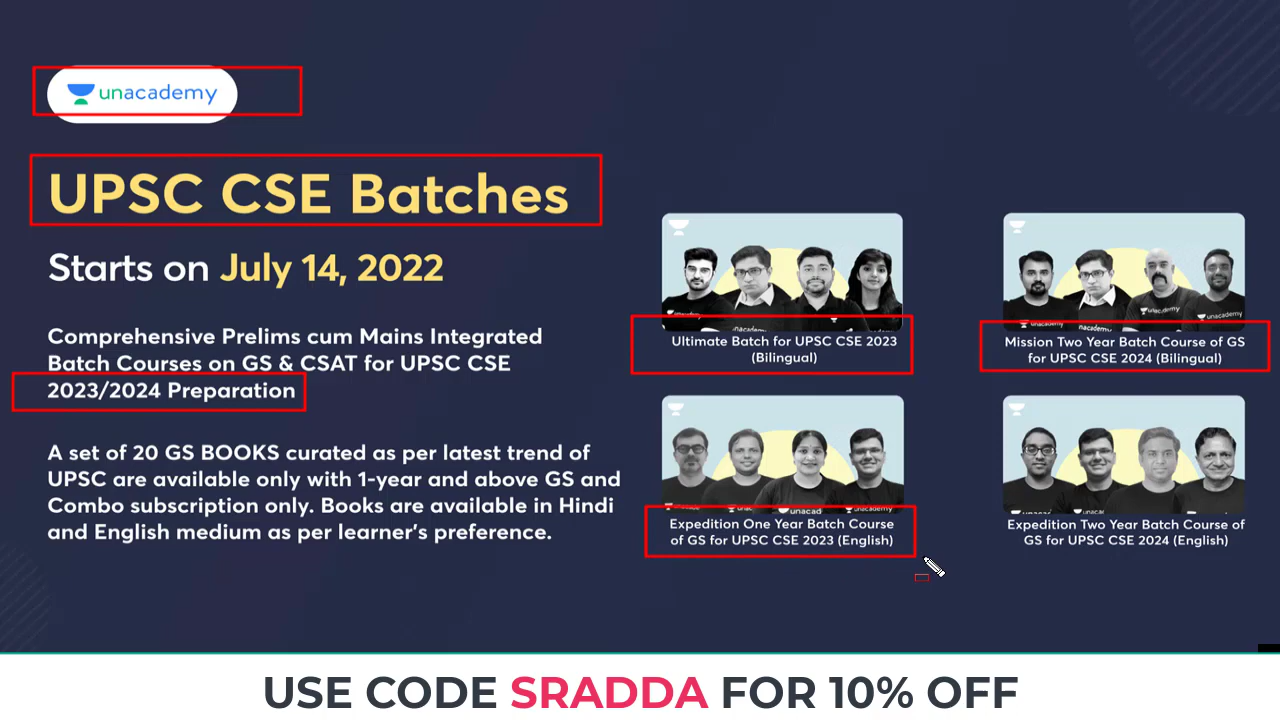 unacademy
UPSC CSE Batches
Starts on July 14, 2022
Comprehensive Prelims cum Mains Integrated
Batch Courses on GS & CSAT for UPSC CSE
2023/2024 Preparation
A set of 20 GS BOOKS curated as per latest trend of
UPSC are available only with 1-year and above GS and
Combo subscription only. Books are available in Hindi
and English medium as per learner's preference.
Ultimate Batch for UPSC CSE 2023
(Bilingual)
Mission Two Year Batch Course of GS
for UPSC CSE 2024 (Bilingual)
Expedition One Year Batch Course
of GS for UPSC CSE 2023 (English)
Expedition Two Year Batch Course of
GS for UPSC CSE 2024 (English)
USE CODE SRADDA FOR 10% OFF